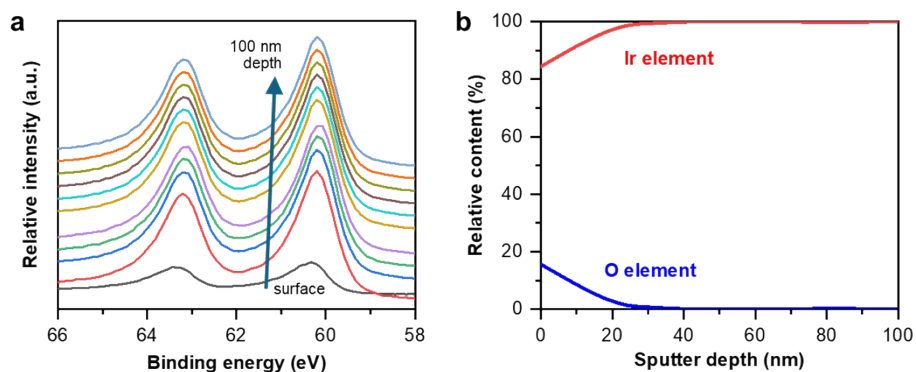 a
Relative intensity (a.u.)
100 nm
depth
surface
66
64
62
60
58
Binding energy (eV)
b
Relative content (%)
100
80
60
40
20
0
Ir element
O element
0
20
40
60
80
100
Sputter depth (nm)